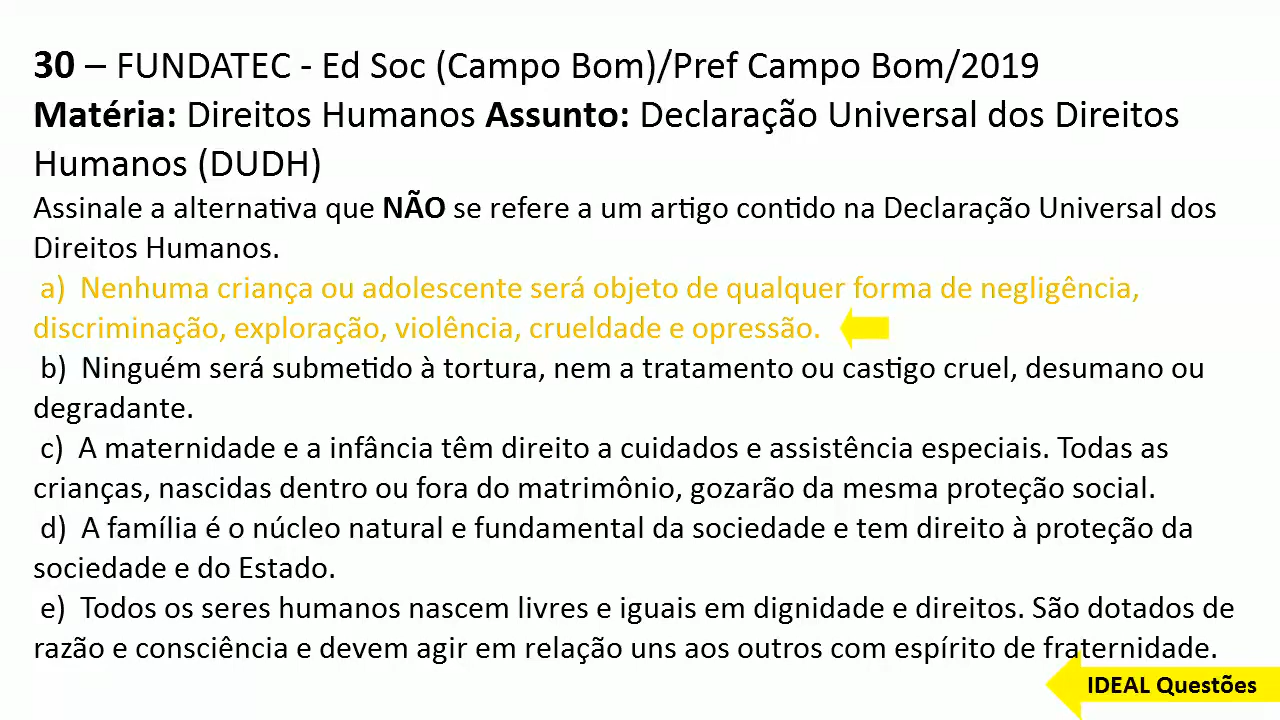 30 – FUNDATEC - Ed Soc (Campo Bom)/Pref Campo Bom/2019
Matéria: Direitos Humanos Assunto: Declaração Universal dos Direitos
Humanos (DUDH)
Assinale a alternativa que NÃO se refere a um artigo contido na Declaração Universal dos
Direitos Humanos.
a) Nenhuma criança ou adolescente será objeto de qualquer forma de negligência,
discriminação, exploração, violência, crueldade e opressão.
b) Ninguém será submetido à tortura, nem a tratamento ou castigo cruel, desumano ou
degradante.
c) A maternidade e a infância têm direito a cuidados e assistência especiais. Todas as
crianças, nascidas dentro ou fora do matrimônio, gozarão da mesma proteção social.
d) A família é o núcleo natural e fundamental da sociedade e tem direito à proteção da
sociedade e do Estado.
e) Todos os seres humanos nascem livres e iguais em dignidade e direitos. São dotados de
razão e consciência e devem agir em relação uns aos outros com espírito de fraternidade.
IDEAL Questões